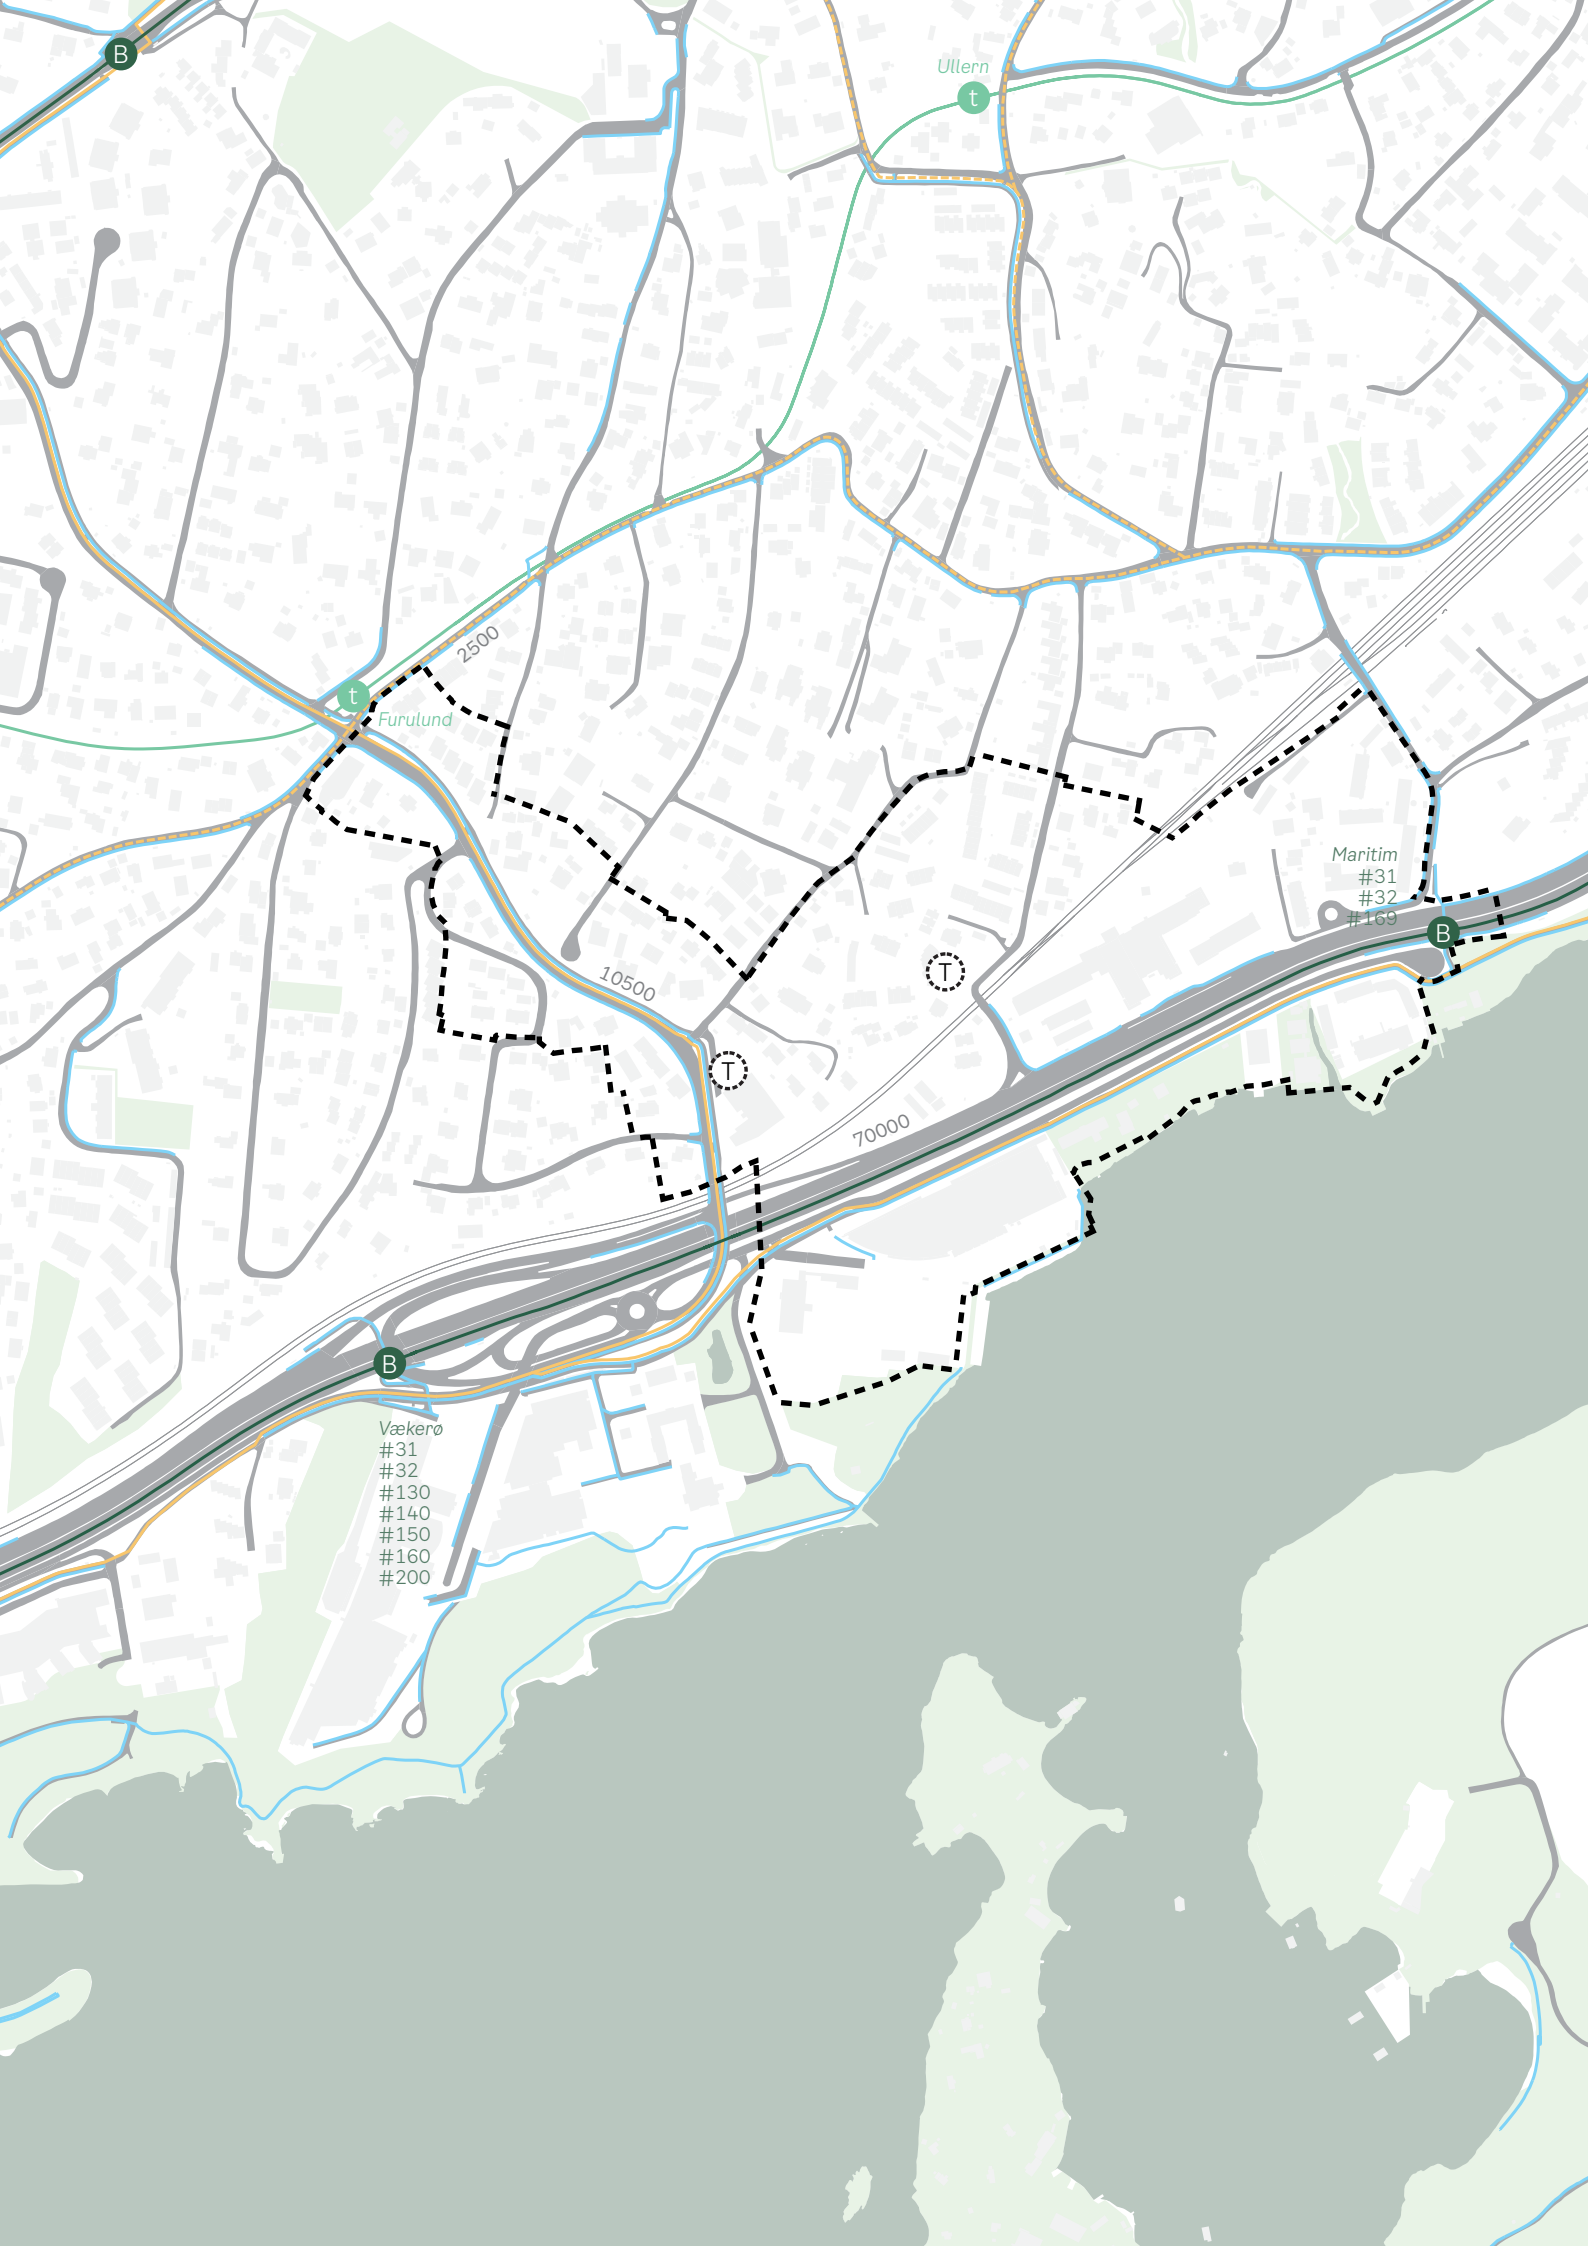 B
Ullern
t
2500
t
Furulund
Maritim
#31
#32
#169
B
T
10500
T
70000
B
Vækerø
#31
#32
#130
#140
#150
#160
#200